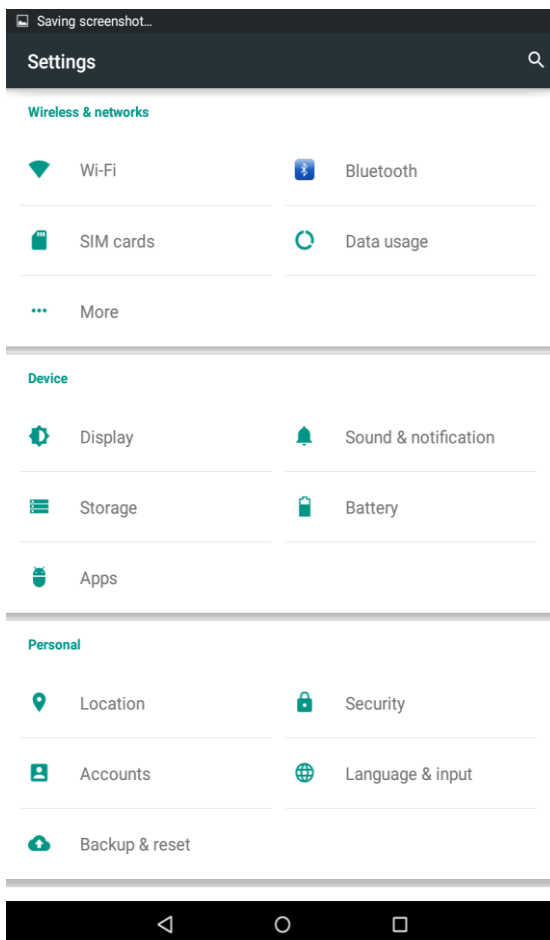 Saving screenshot...
Settings
Wireless & networks
Wi-Fi
Bluetooth
SIM cards
Data usage
More
Device
Display
Sound & notification
Storage
Battery
Apps
Personal
Location
Security
Accounts
Language & input
Backup & reset